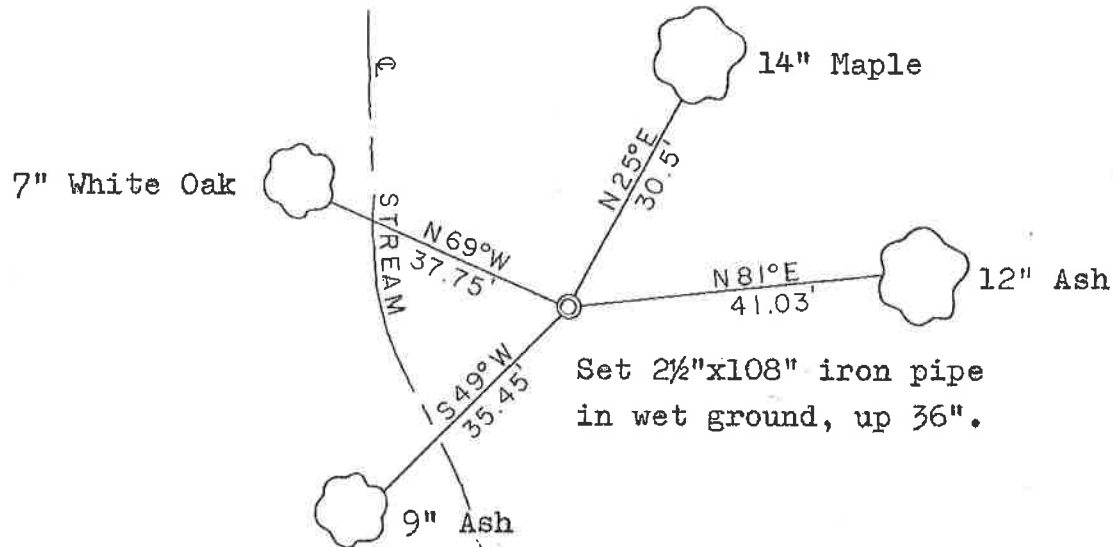 ℄
14" Maple
7" White Oak
STREAM
N25°E
30.5'
N69°W
37.75'
N81°E
41.03'
12" Ash
S49°W
35.45'
Set 2½"x108" iron pipe
in wet ground, up 36".
9" Ash